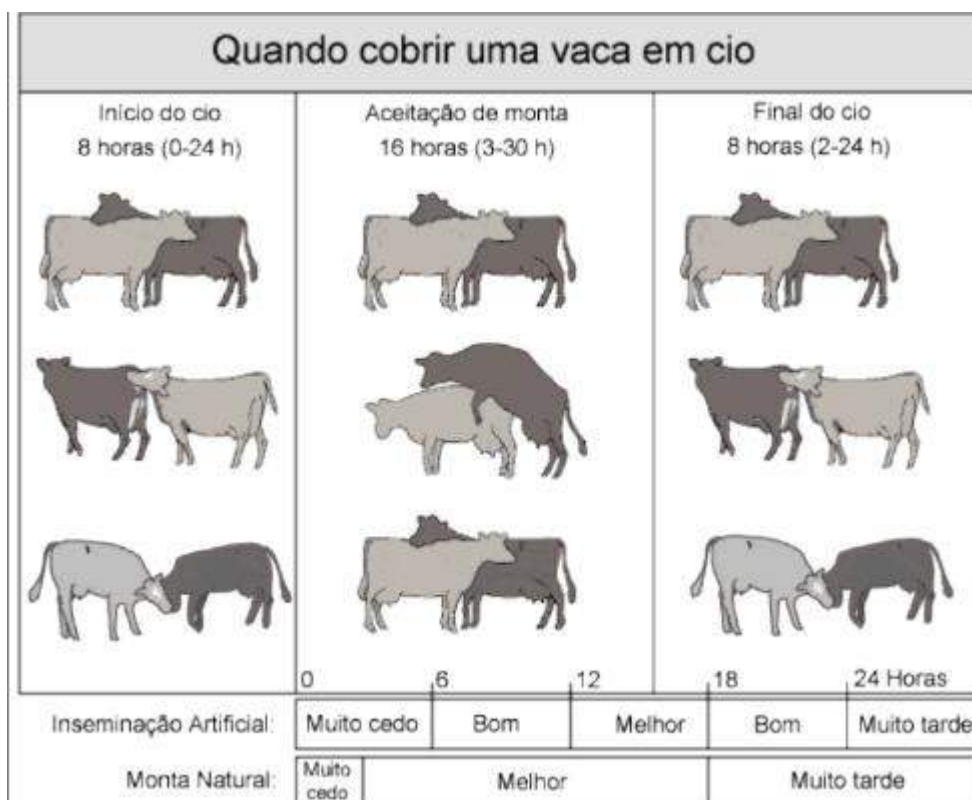 Quando cobrir uma vaca em cio
Início do cio
8 horas (0-24 h)
Aceitação de monta
16 horas (3-30 h)
Final do cio
8 horas (2-24 h)
0 6 12 18 24 Horas
Inseminação Artificial: Muito cedo Bom Melhor Bom Muito tarde
Monta Natural: Muito cedo Melhor Muito tarde